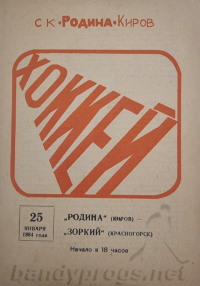 С К • РОДИНА • КИРОВ
ХОККЕЙ
25
ЯНВАРЯ
1984 года
„РОДИНА" (КИРОВ) —
„ЗОРКИЙ" (КРАСНОГОРСК)
Начало в 18 часов
bandyprogs.net